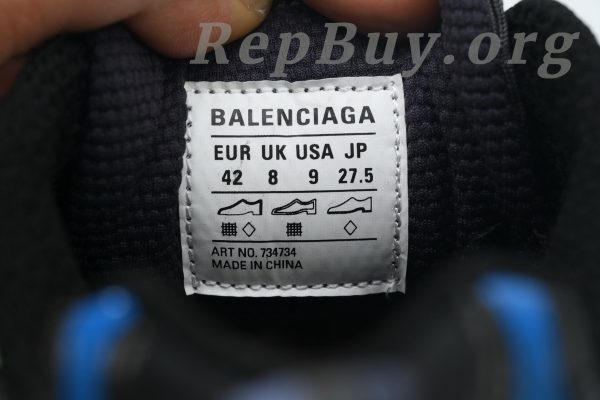 RepBuy.org
BALENCIAGA
EUR UK USA JP
42 8 9 27.5
ART NO. 734734
MADE IN CHINA